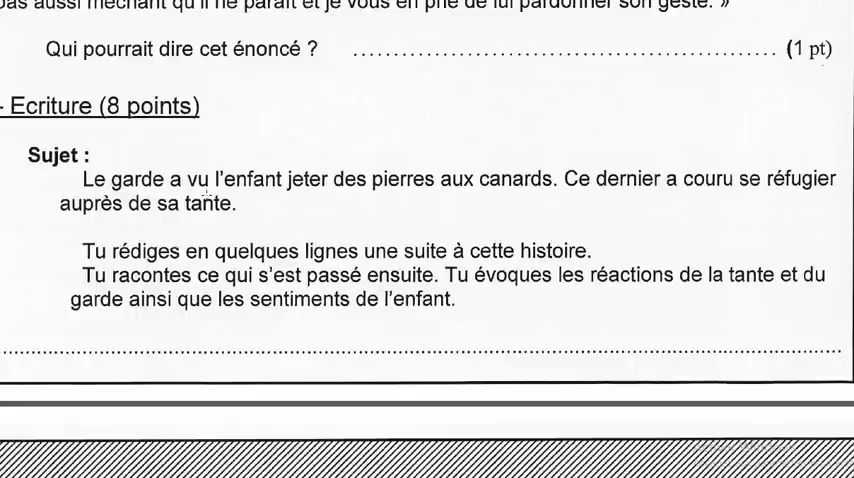 pas aussi méchant qu'il ne paraît et je vous en prie de lui pardonner son geste. »
Qui pourrait dire cet énoncé ? .................................................. (1 pt)
- Ecriture (8 points)
Sujet :
Le garde a vu l'enfant jeter des pierres aux canards. Ce dernier a couru se réfugier
auprès de sa tante.
Tu rédiges en quelques lignes une suite à cette histoire.
Tu racontes ce qui s'est passé ensuite. Tu évoques les réactions de la tante et du
garde ainsi que les sentiments de l'enfant.